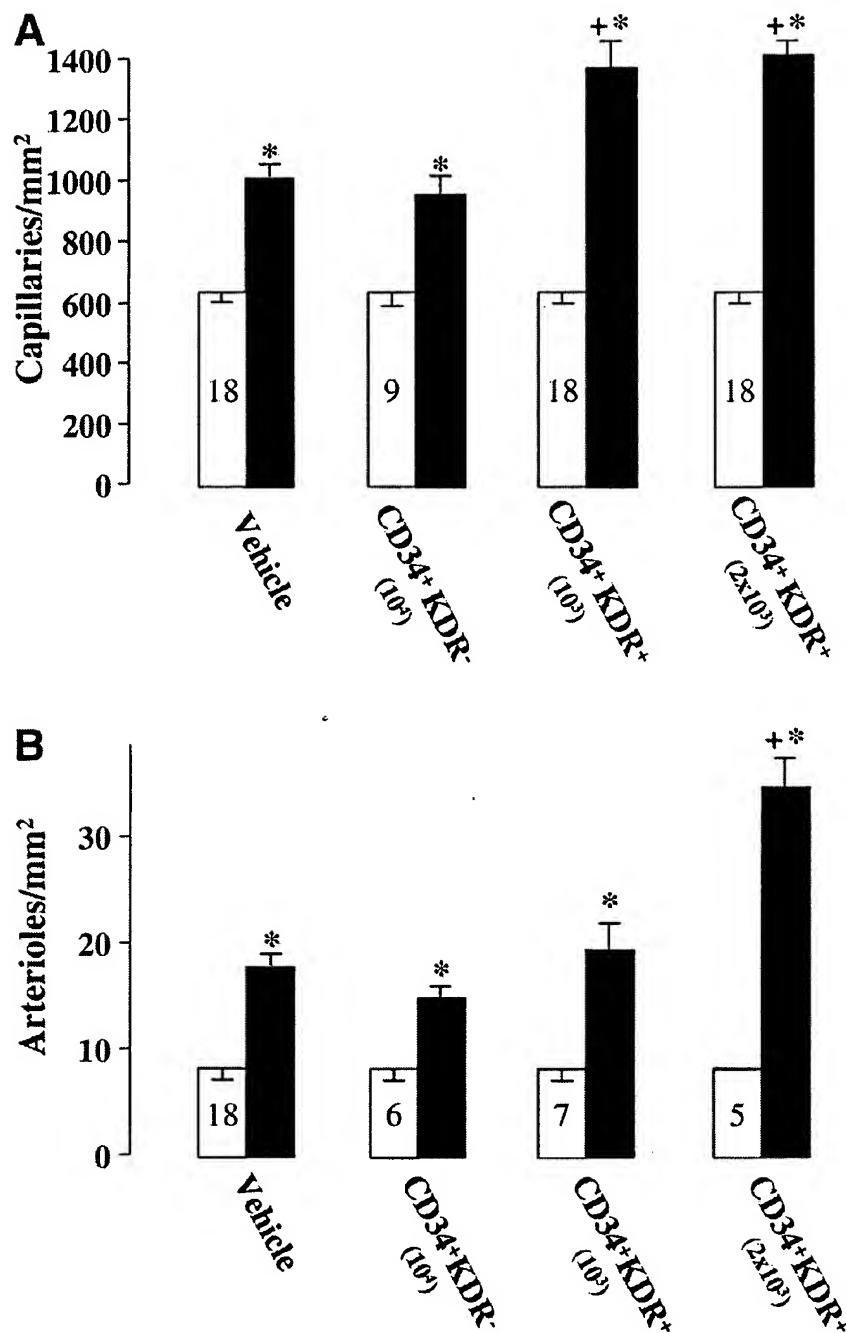 A
Capillaries/mm²
1400
1200
1000
800
600
400
200
0
*
*
+*
+*
18
9
18
18
Vehicle
CD34⁺ KDR⁻
(10⁴)
CD34⁺ KDR⁺
(10³)
CD34⁺ KDR⁺
(2x10³)
B
Arterioles/mm²
30
20
10
0
*
*
*
+*
18
6
7
5
Vehicle
CD34⁺KDR⁻
(10⁴)
CD34⁺KDR⁺
(10³)
CD34⁺KDR⁺
(2x10³)